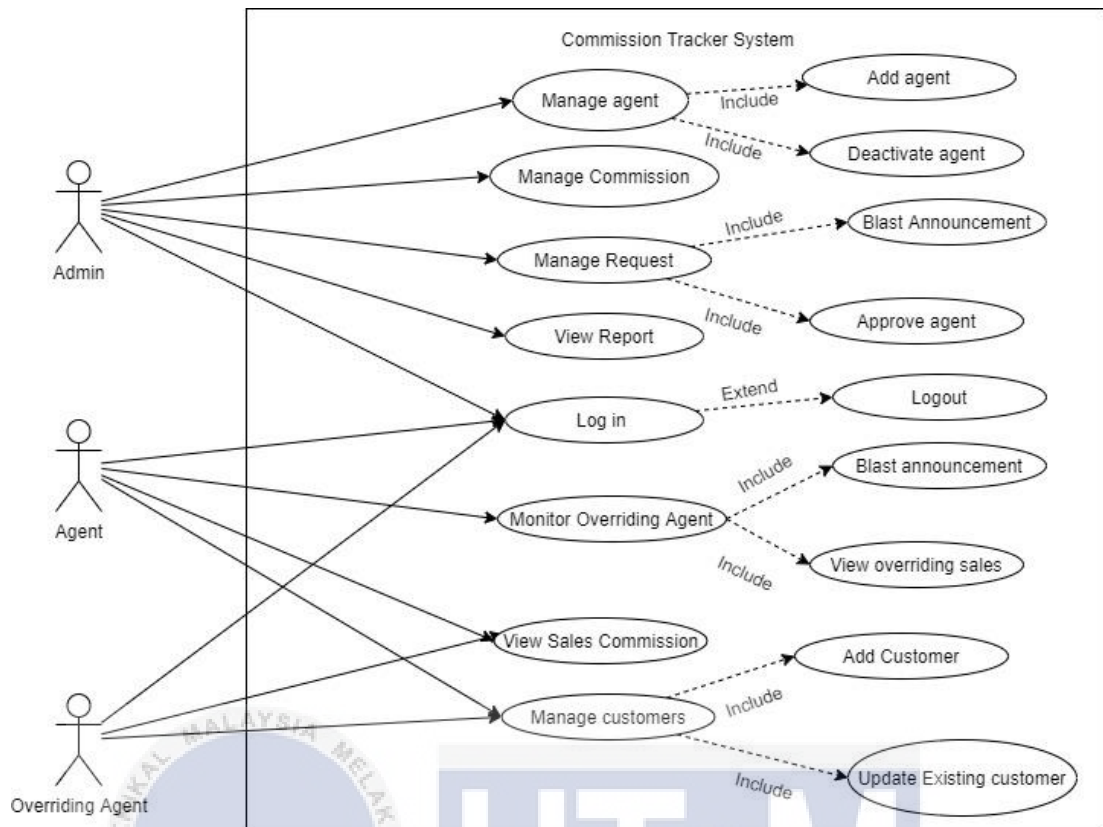 Commission Tracker System
Add agent
Manage agent
Include
Include
Deactivate agent
Manage Commission
Include
Blast Announcement
Manage Request
Admin
Include
Approve agent
View Report
Extend
Logout
Log in
Include
Blast announcement
Monitor Overriding Agent
Agent
Include
View overriding sales
View Sales Commission
Add Customer
Include
Manage customers
MALAYSIA
Include
Update Existing customer
Overriding Agent